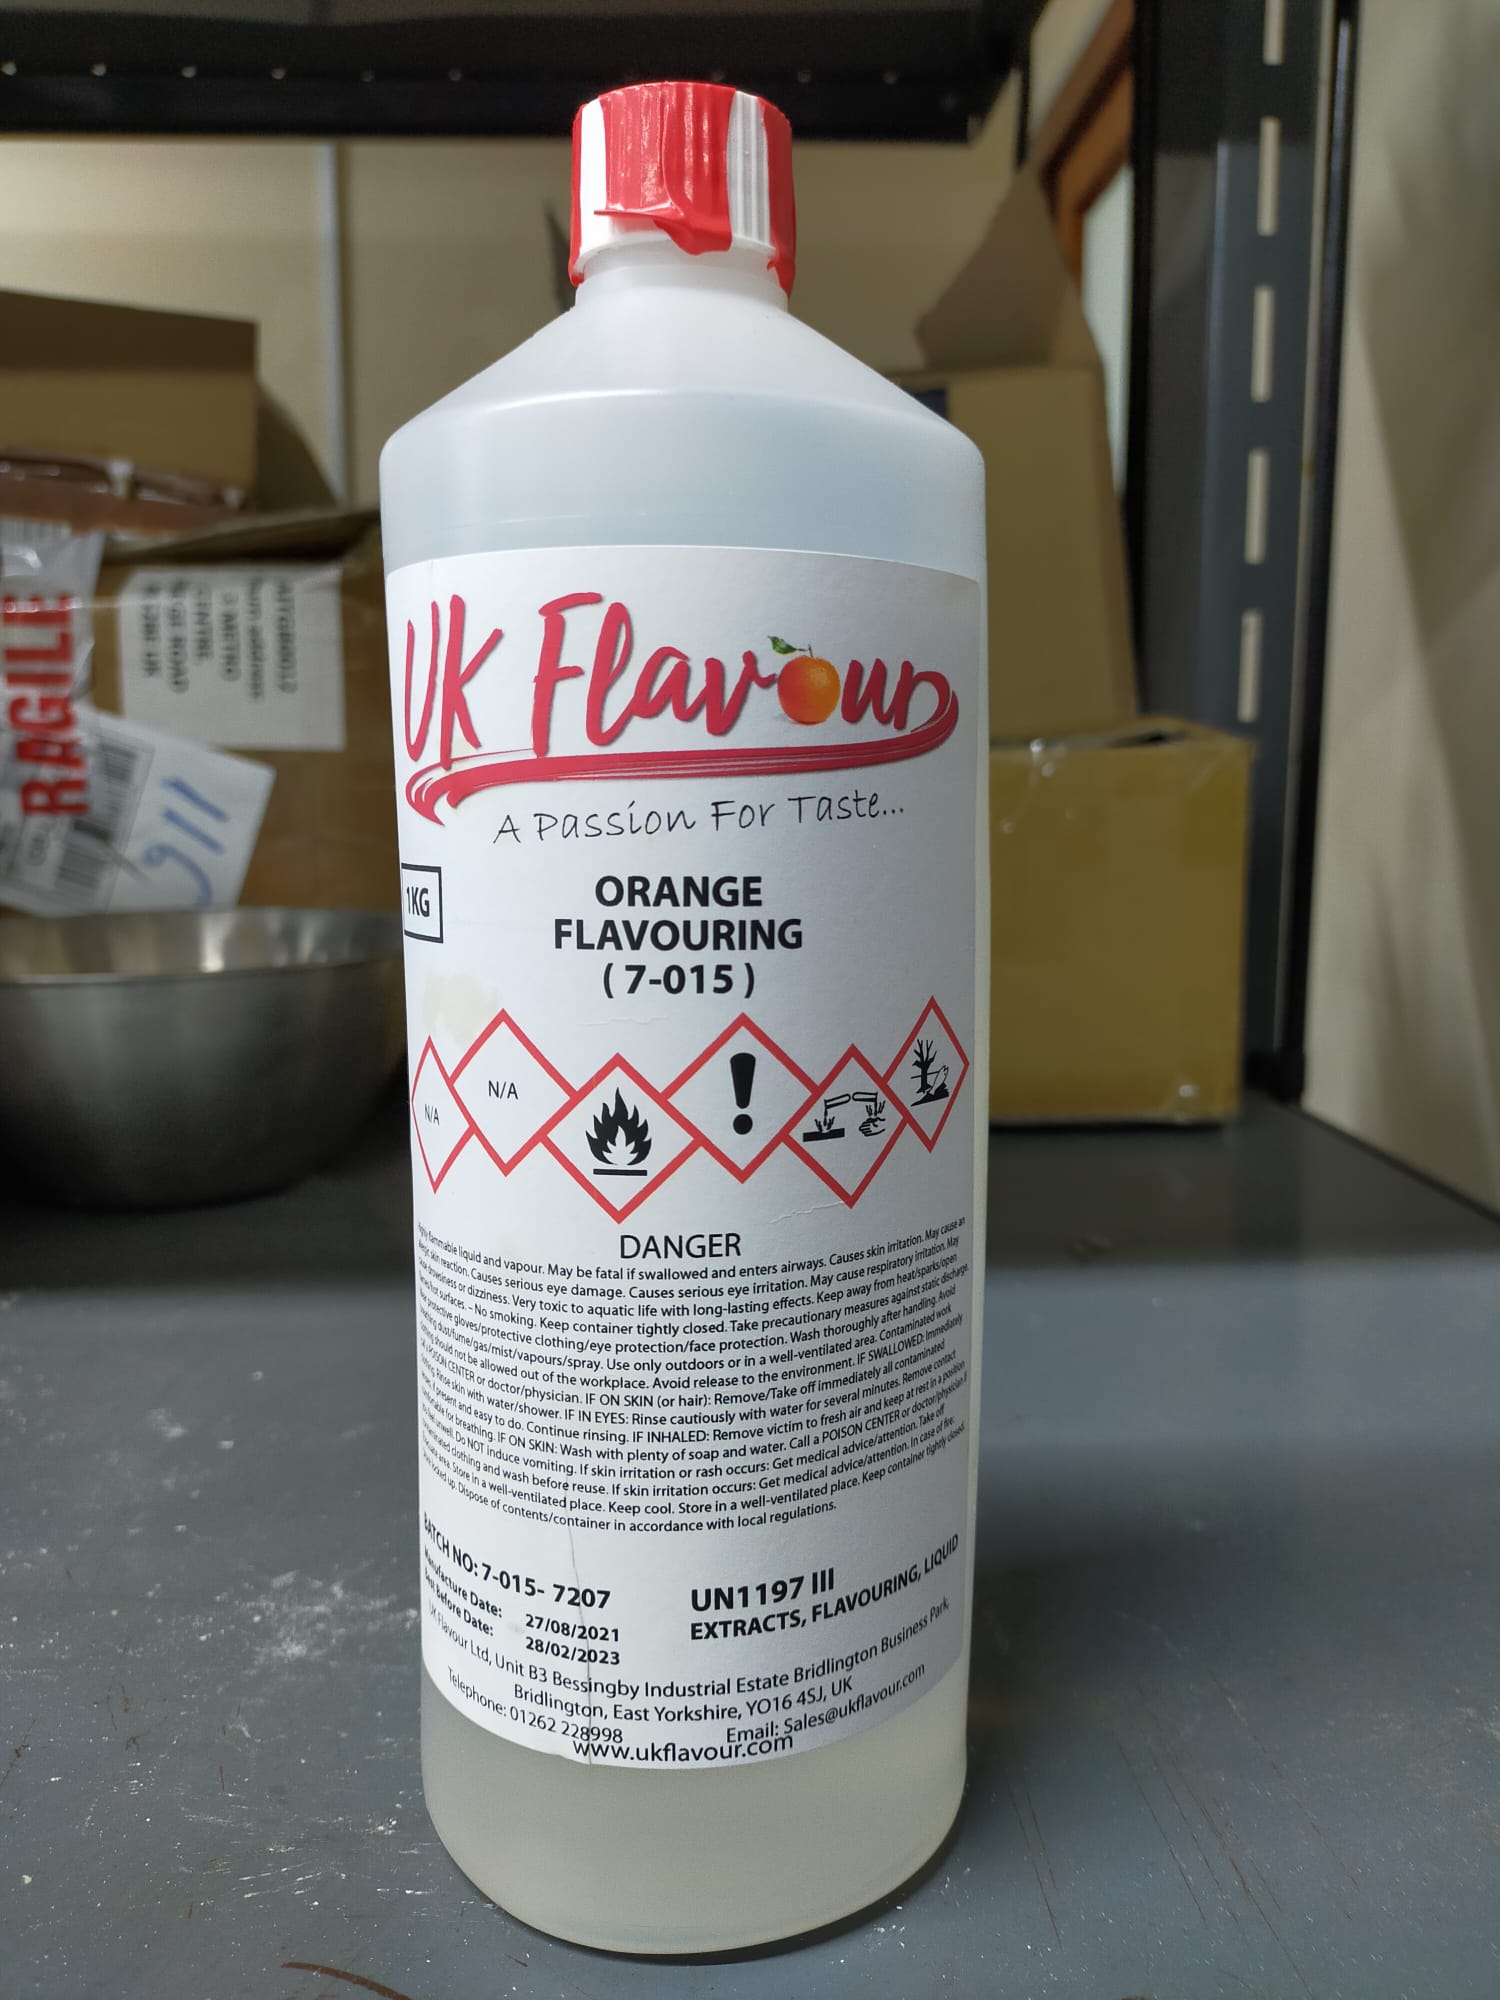 UK Flavour
A Passion For Taste...
1KG
ORANGE
FLAVOURING
( 7-015 )
N/A
N/A
DANGER
Highly flammable liquid and vapour. May be fatal if swallowed and enters airways. Causes skin irritation. May cause an
allergic skin reaction. Causes serious eye damage. Causes serious eye irritation. May cause respiratory irritation. May
cause drowsiness or dizziness. Very toxic to aquatic life with long-lasting effects. Keep away from heat/sparks/open
flames/hot surfaces. – No smoking. Keep container tightly closed. Take precautionary measures against static discharge.
Wear protective gloves/protective clothing/eye protection/face protection. Wash thoroughly after handling. Avoid
breathing dust/fume/gas/mist/vapours/spray. Use only outdoors or in a well-ventilated area. Contaminated work
clothing should not be allowed out of the workplace. Avoid release to the environment. IF SWALLOWED: Immediately
call a POISON CENTER or doctor/physician. IF ON SKIN (or hair): Remove/Take off immediately all contaminated
clothing. Rinse skin with water/shower. IF IN EYES: Rinse cautiously with water for several minutes. Remove contact
lenses, if present and easy to do. Continue rinsing. IF INHALED: Remove victim to fresh air and keep at rest in a position
comfortable for breathing. IF ON SKIN: Wash with plenty of soap and water. Call a POISON CENTER or doctor/physician if
you feel unwell. Do NOT induce vomiting. If skin irritation or rash occurs: Get medical advice/attention. Take off
contaminated clothing and wash before reuse. If skin irritation occurs: Get medical advice/attention. In case of fire:
area. Store in a well-ventilated place. Keep cool. Store in a well-ventilated place. Keep container tightly closed.
Store locked up. Dispose of contents/container in accordance with local regulations.
BATCH NO: 7-015- 7207
Manufacture Date: 27/08/2021
Best Before Date: 28/02/2023
UN1197 III
EXTRACTS, FLAVOURING, LIQUID
UK Flavour Ltd, Unit B3 Bessingby Industrial Estate Bridlington Business Park,
Bridlington, East Yorkshire, YO16 4SJ, UK
Telephone: 01262 228998 Email: Sales@ukflavour.com
www.ukflavour.com
RAGILE